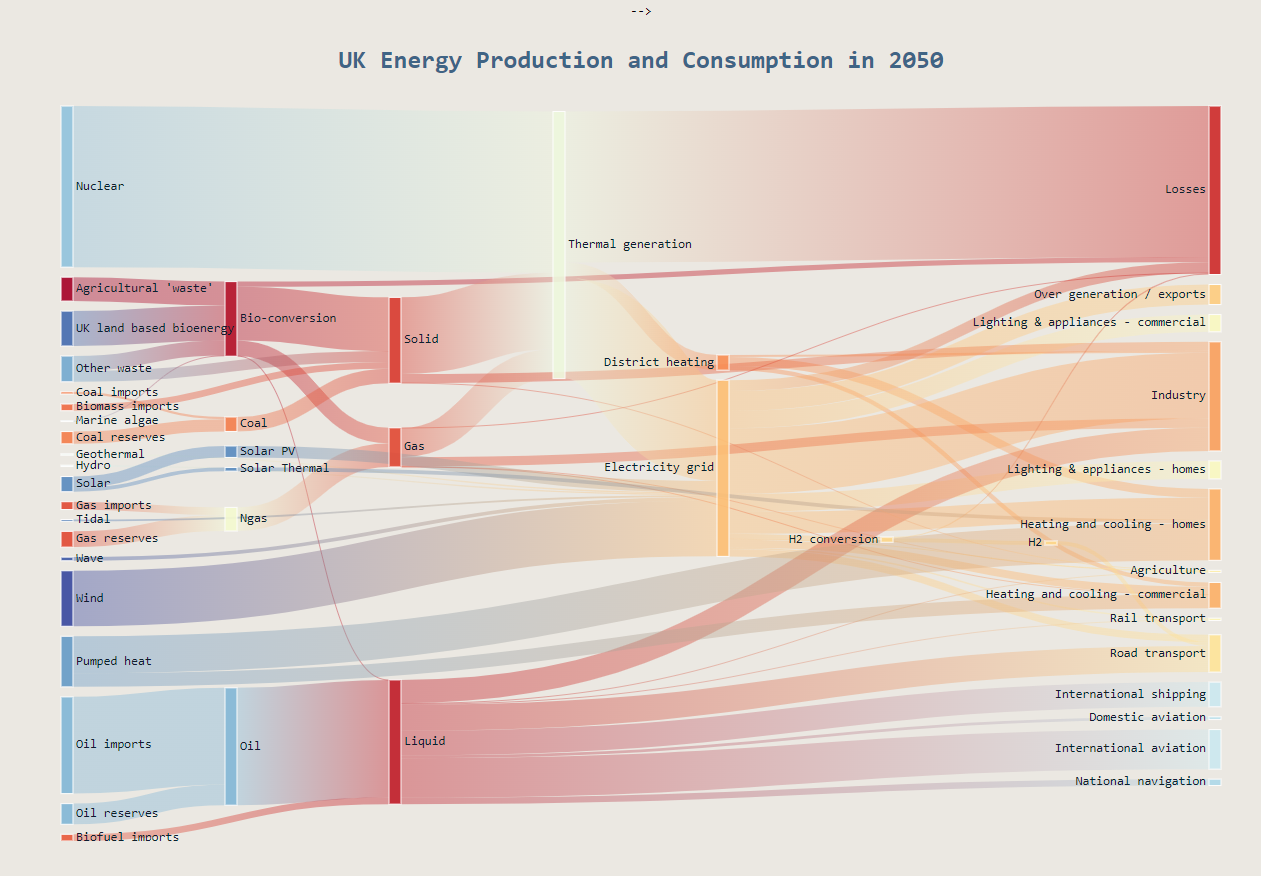 -->
UK Energy Production and Consumption in 2050
Nuclear
Agricultural 'waste'
UK land based bioenergy
Other waste
Coal imports
Biomass imports
Marine algae
Coal reserves
Geothermal
Hydro
Solar
Gas imports
Tidal
Gas reserves
Wave
Wind
Pumped heat
Oil imports
Oil reserves
Biofuel imports
Bio-conversion
Coal
Solar PV
Solar Thermal
Ngas
Oil
Solid
Gas
Liquid
Thermal generation
District heating
Electricity grid
H2 conversion
H2
Losses
Over generation / exports
Lighting & appliances - commercial
Industry
Lighting & appliances - homes
Heating and cooling - homes
Agriculture
Heating and cooling - commercial
Rail transport
Road transport
International shipping
Domestic aviation
International aviation
National navigation